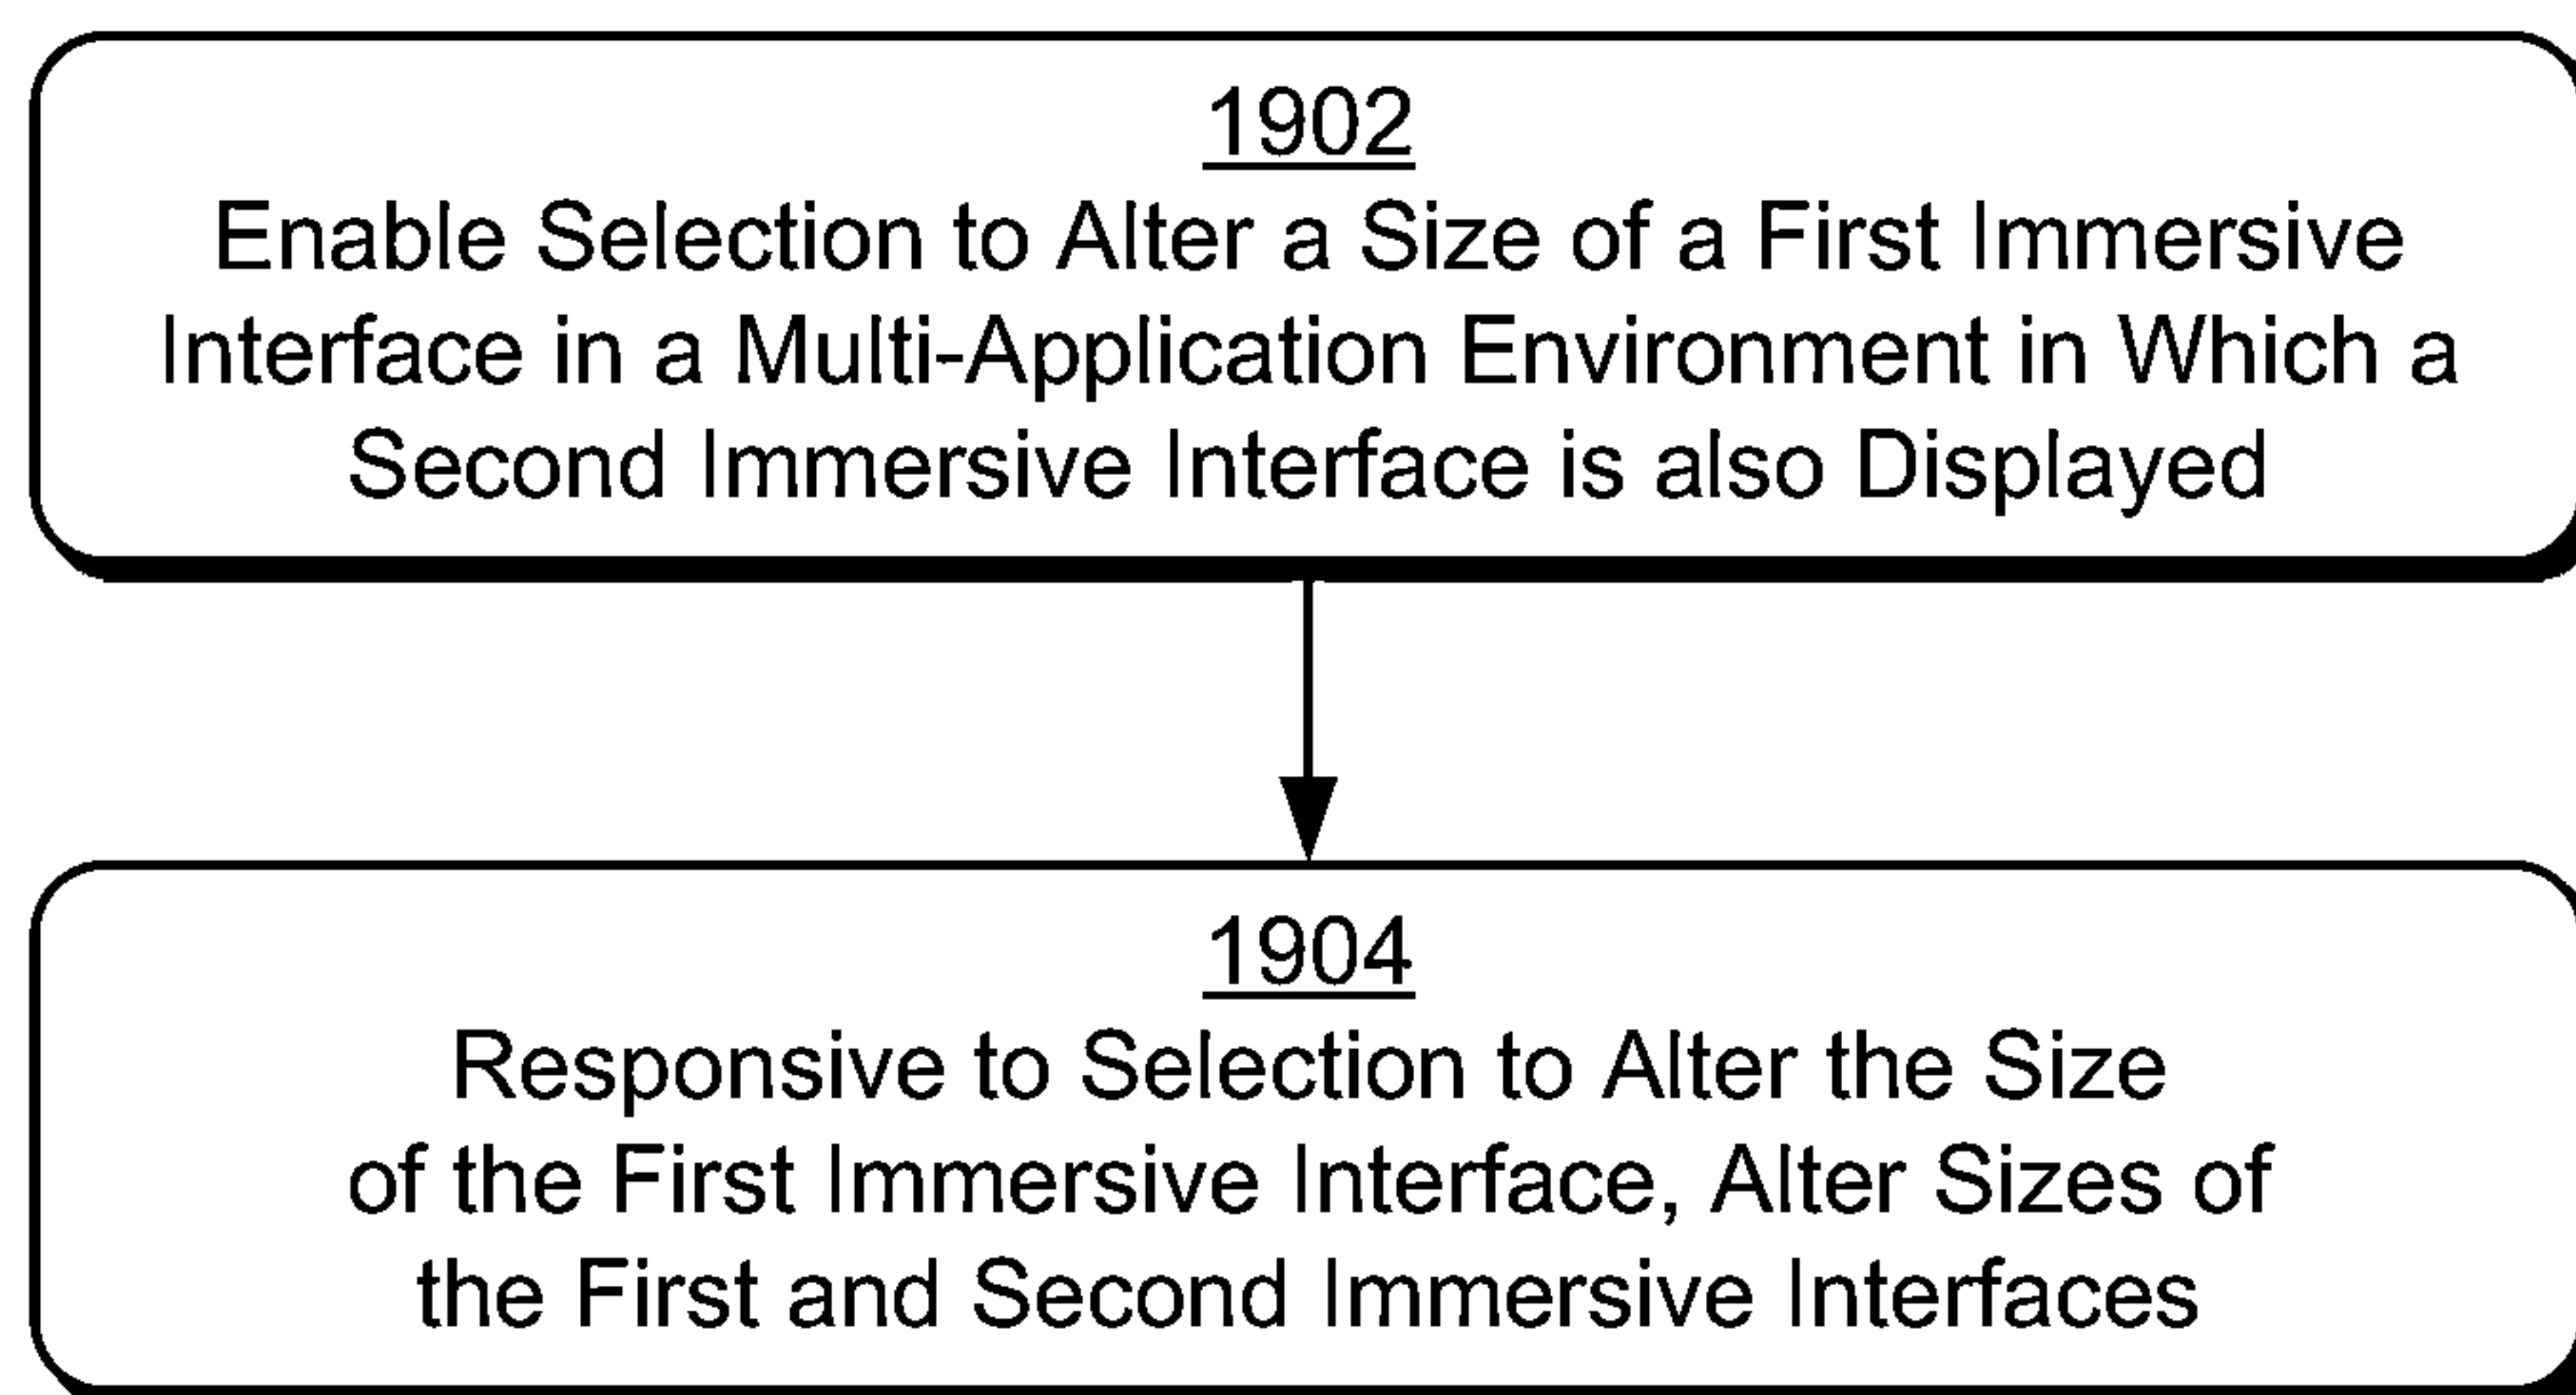 1902
Enable Selection to Alter a Size of a First Immersive
Interface in a Multi-Application Environment in Which a
Second Immersive Interface is also Displayed
1904
Responsive to Selection to Alter the Size
of the First Immersive Interface, Alter Sizes of
the First and Second Immersive Interfaces